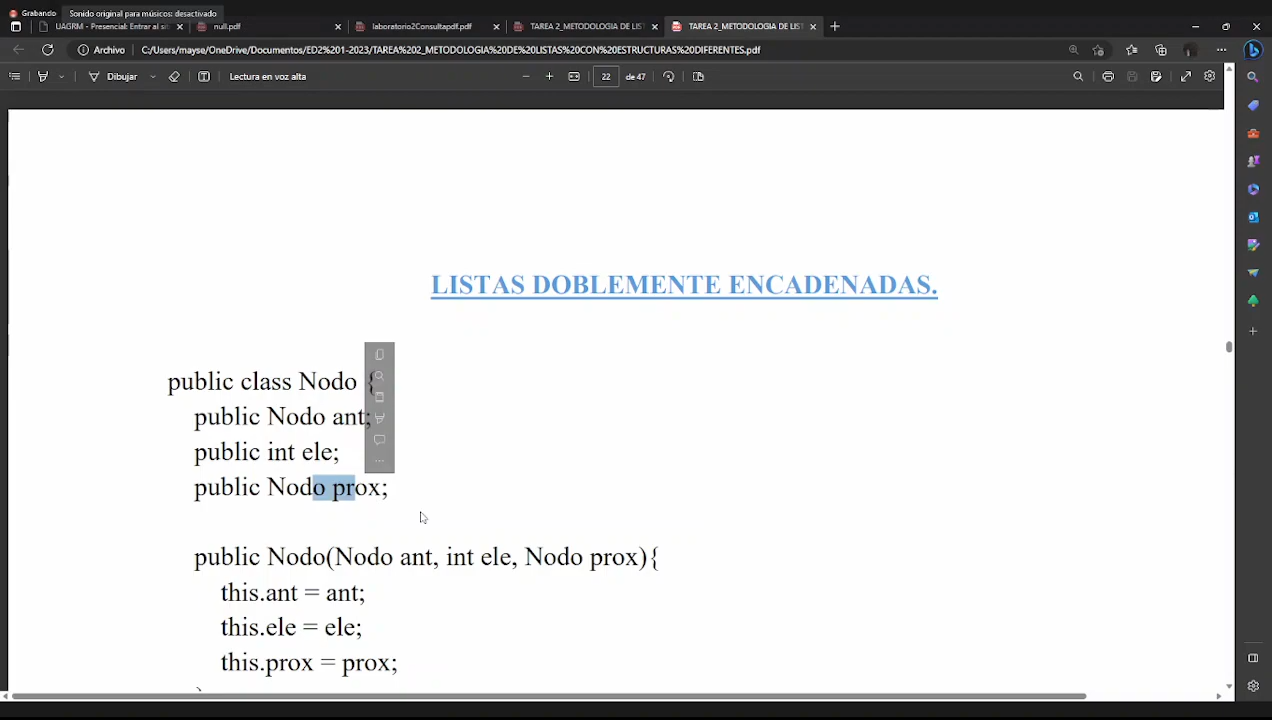 Grabando
Sonido original para músicos: desactivado
UAGRM - Presencial: Entrar al sit
null.pdf
laboratorio2Consultapdf.pdf
TAREA 2_METODOLOGIA DE LIST
TAREA 2_METODOLOGIA DE LIST
Archivo
C:/Users/mayse/OneDrive/Documentos/ED2%201-2023/TAREA%202_METODOLOGIA%20DE%20LISTAS%20CON%20ESTRUCTURAS%20DIFERENTES.pdf
Dibujar
Lectura en voz alta
22
de 47
LISTAS DOBLEMENTE ENCADENADAS.
public class Nodo {
public Nodo ant;
public int ele;
public Nodo prox;
public Nodo(Nodo ant, int ele, Nodo prox){
this.ant = ant;
this.ele = ele;
this.prox = prox;
}